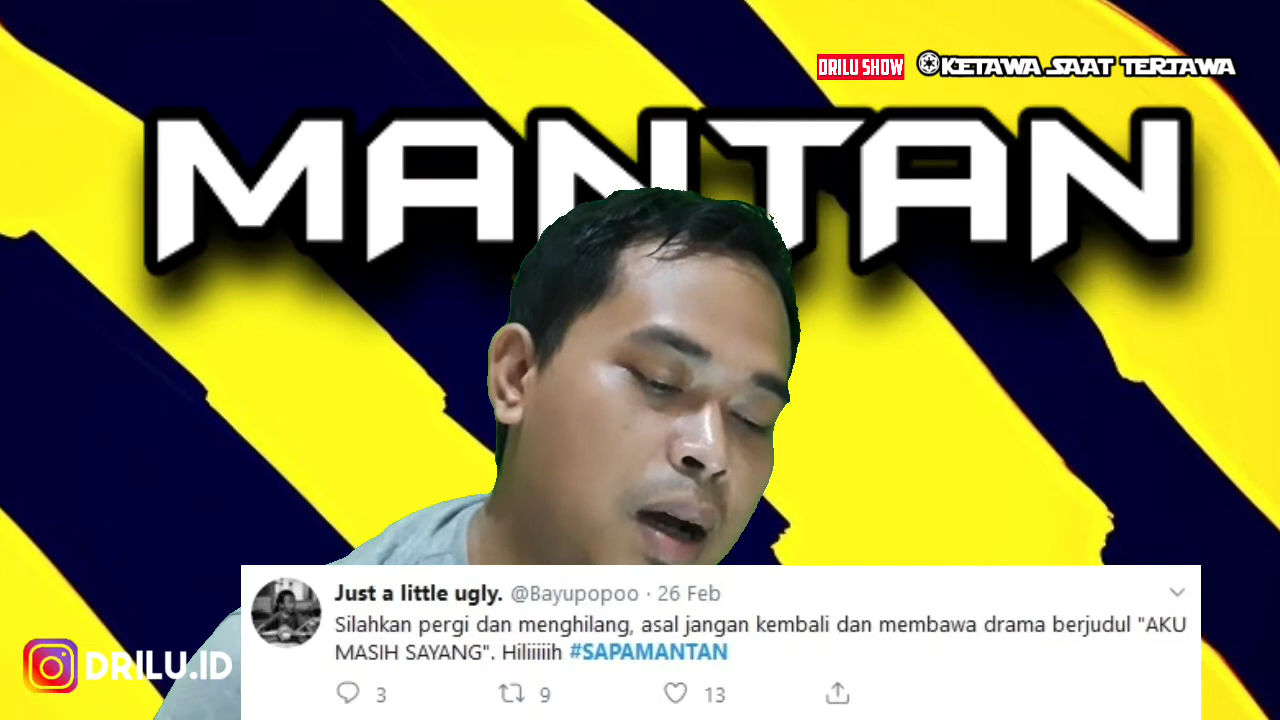 DRILU SHOW KETAWA SAAT TERTAWA
MANTAN
Just a little ugly. @Bayupopoo · 26 Feb
Silahkan pergi dan menghilang, asal jangan kembali dan membawa drama berjudul "AKU
MASIH SAYANG". Hiliiiiih #SAPAMANTAN
3 9 13
DRILU.ID